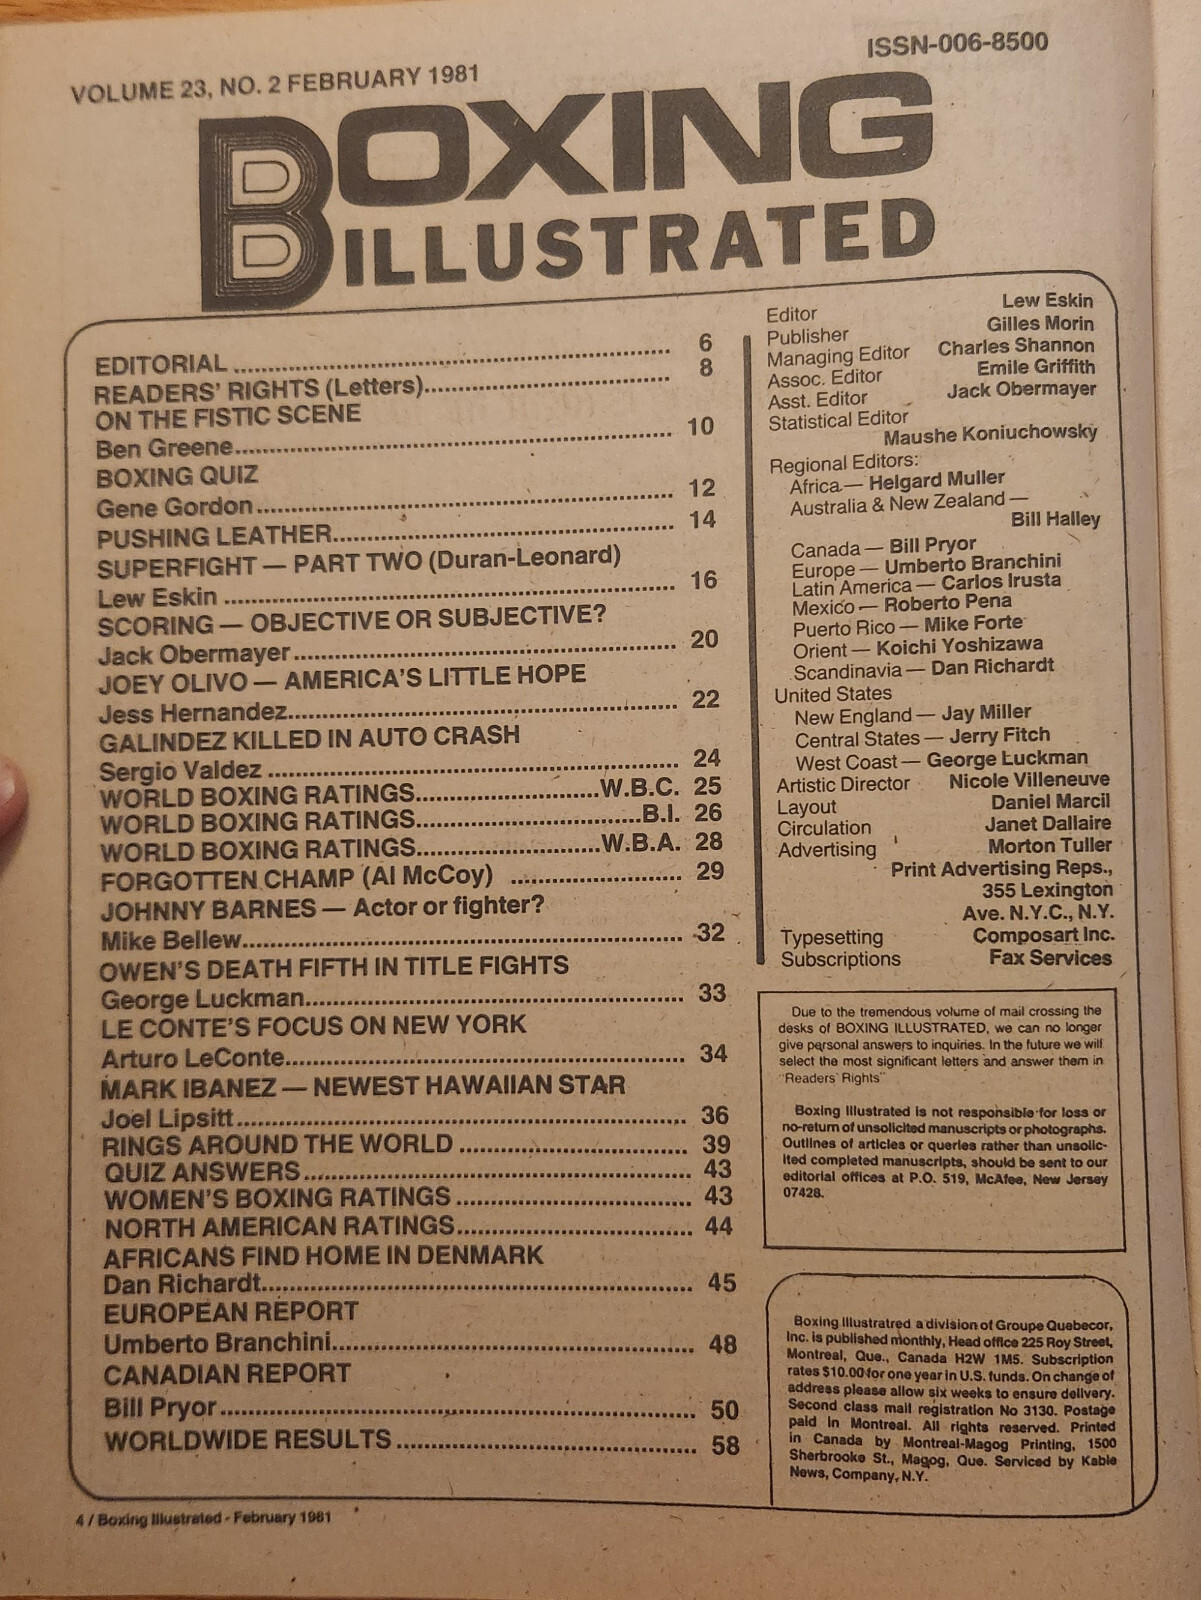 VOLUME 23, NO. 2 FEBRUARY 1981
ISSN-006-8500
BOXING
ILLUSTRATED
EDITORIAL ........ 6
READERS' RIGHTS (Letters)........ 8
ON THE FISTIC SCENE
Ben Greene........ 10
BOXING QUIZ
Gene Gordon........ 12
PUSHING LEATHER........ 14
SUPERFIGHT — PART TWO (Duran-Leonard)
Lew Eskin ........ 16
SCORING — OBJECTIVE OR SUBJECTIVE?
Jack Obermayer........ 20
JOEY OLIVO — AMERICA'S LITTLE HOPE
Jess Hernandez........ 22
GALINDEZ KILLED IN AUTO CRASH
Sergio Valdez ........ 24
WORLD BOXING RATINGS........W.B.C. 25
WORLD BOXING RATINGS........B.I. 26
WORLD BOXING RATINGS........W.B.A. 28
FORGOTTEN CHAMP (Al McCoy) ........ 29
JOHNNY BARNES — Actor or fighter?
Mike Bellew........ 32
OWEN'S DEATH FIFTH IN TITLE FIGHTS
George Luckman........ 33
LE CONTE'S FOCUS ON NEW YORK
Arturo LeConte........ 34
MARK IBANEZ — NEWEST HAWAIIAN STAR
Joel Lipsitt........ 36
RINGS AROUND THE WORLD ........ 39
QUIZ ANSWERS........ 43
WOMEN'S BOXING RATINGS ........ 43
NORTH AMERICAN RATINGS........ 44
AFRICANS FIND HOME IN DENMARK
Dan Richardt........ 45
EUROPEAN REPORT
Umberto Branchini........ 48
CANADIAN REPORT
Bill Pryor ........ 50
WORLDWIDE RESULTS ........ 58
Editor Lew Eskin
Publisher Gilles Morin
Managing Editor Charles Shannon
Assoc. Editor Emile Griffith
Asst. Editor Jack Obermayer
Statistical Editor
Maushe Koniuchowsky
Regional Editors:
Africa — Helgard Muller
Australia & New Zealand —
Bill Halley
Canada — Bill Pryor
Europe — Umberto Branchini
Latin America — Carlos Irusta
Mexico — Roberto Pena
Puerto Rico — Mike Forte
Orient — Koichi Yoshizawa
Scandinavia — Dan Richardt
United States
New England — Jay Miller
Central States — Jerry Fitch
West Coast — George Luckman
Artistic Director Nicole Villeneuve
Layout Daniel Marcil
Circulation Janet Dallaire
Advertising Morton Tuller
Print Advertising Reps.,
355 Lexington
Ave. N.Y.C., N.Y.
Typesetting Composart Inc.
Subscriptions Fax Services
Due to the tremendous volume of mail crossing the
desks of BOXING ILLUSTRATED, we can no longer
give personal answers to inquiries. In the future we will
select the most significant letters and answer them in
"Readers' Rights"
Boxing Illustrated is not responsible for loss or
no-return of unsolicited manuscripts or photographs.
Outlines of articles or queries rather than unsolic-
ited completed manuscripts, should be sent to our
editorial offices at P.O. 519, McAfee, New Jersey
07428.
Boxing Illustratred a division of Groupe Quebecor,
Inc. is published monthly, Head office 225 Roy Street,
Montreal, Que., Canada H2W 1M5. Subscription
rates $10.00 for one year in U.S. funds. On change of
address please allow six weeks to ensure delivery.
Second class mail registration No 3130. Postage
paid in Montreal. All rights reserved. Printed
in Canada by Montreal-Magog Printing, 1500
Sherbrooke St., Magog, Que. Serviced by Kable
News, Company, N.Y.
4 / Boxing Illustrated - February 1981